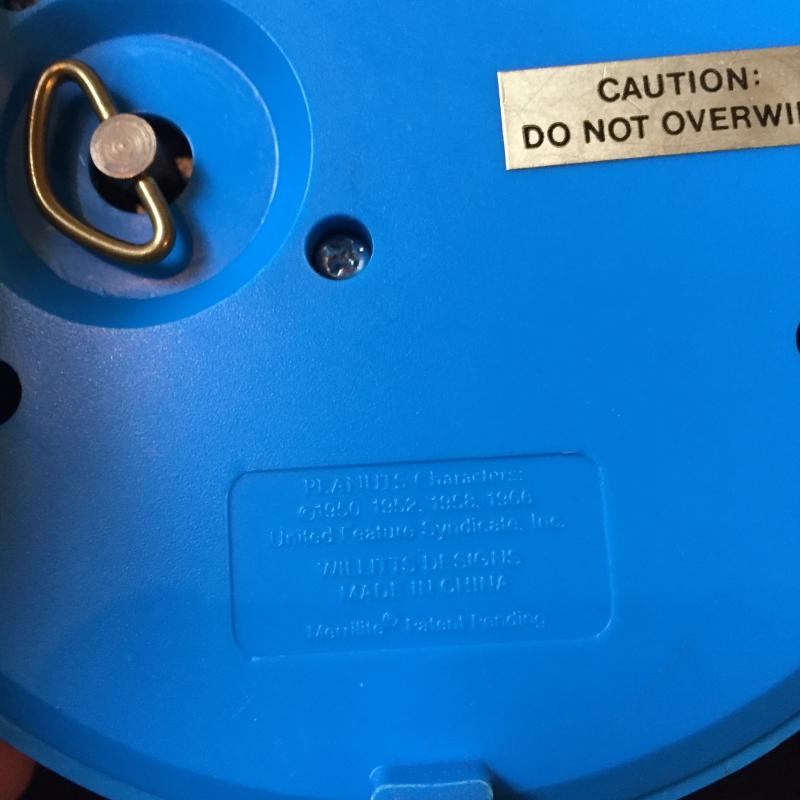 CAUTION:
DO NOT OVERWI
PEANUTS Characters:
©1950, 1952, 1958, 1966
United Feature Syndicate, Inc.
WILLITTS DESIGNS
MADE IN CHINA
Merrilite® Patent Pending